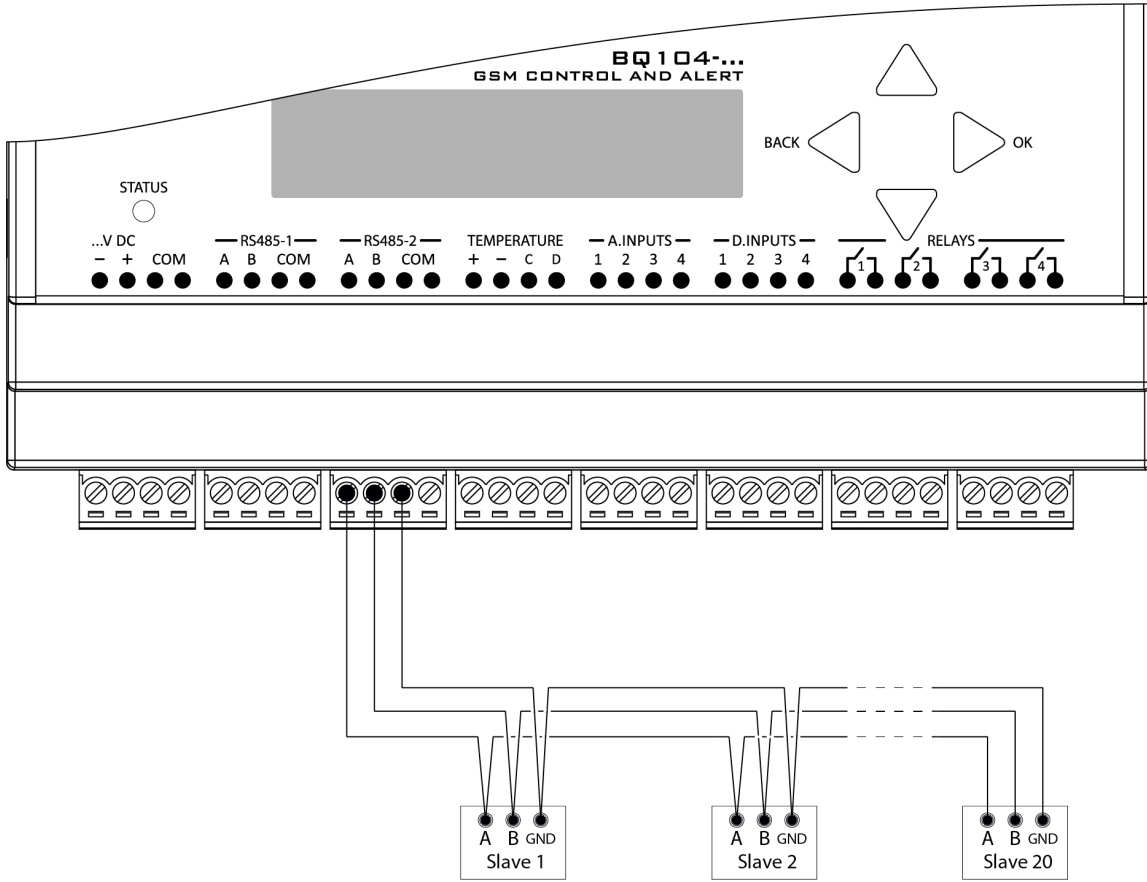 BQ104-...
GSM CONTROL AND ALERT
BACK
OK
STATUS
...V DC
RS485-1
RS485-2
TEMPERATURE
A.INPUTS
D.INPUTS
RELAYS
– + COM
A B COM
A B COM
+ – C D
1 2 3 4
1 2 3 4
1 2 3 4
A B GND
Slave 1
A B GND
Slave 2
A B GND
Slave 20